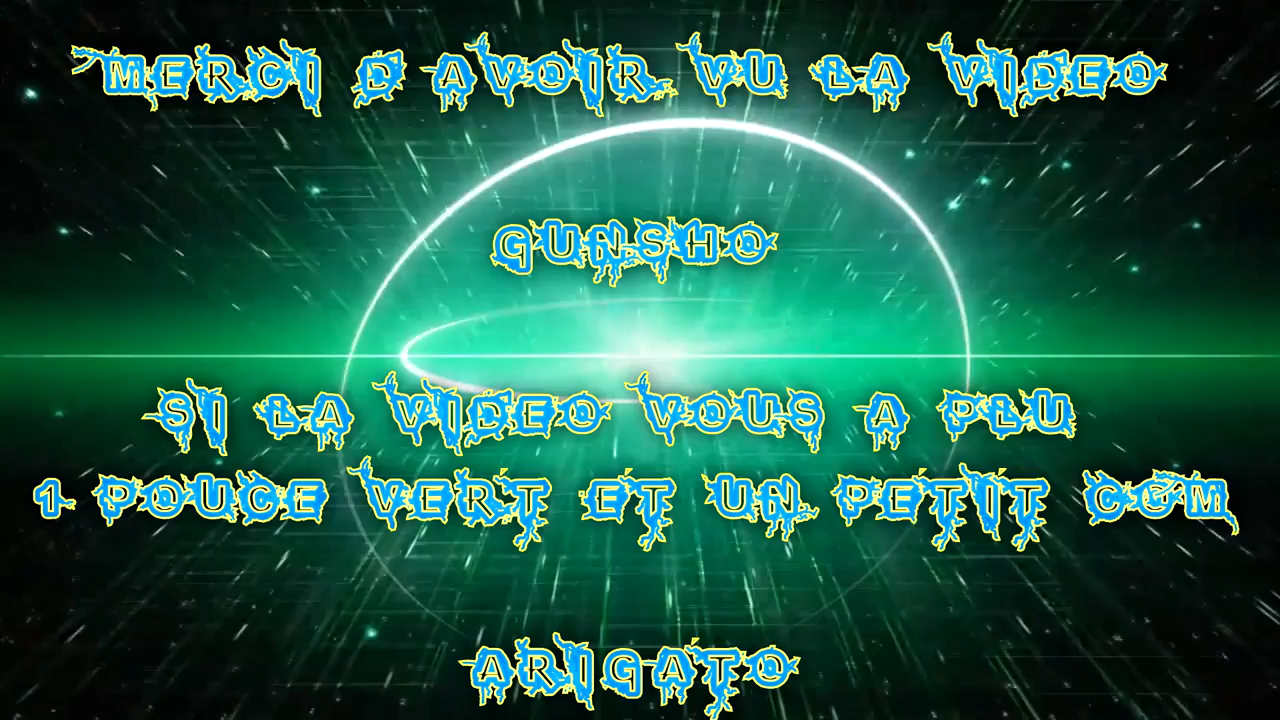 MERCI D AVOIR VU LA VIDEO
GUNSHO
SI LA VIDEO VOUS A PLU
1 POUCE VERT ET UN PETIT COM
ARIGATO